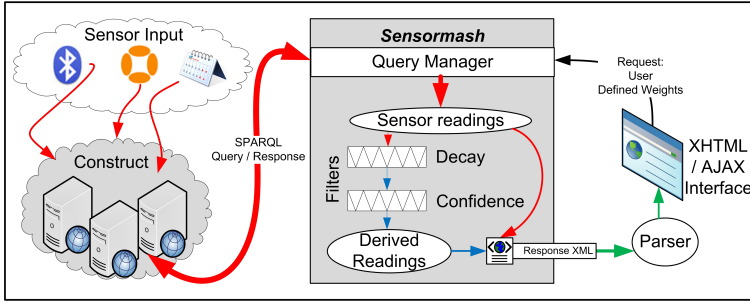 Sensor Input
Construct
SPARQL
Query / Response
Sensormash
Query Manager
Sensor readings
Filters
Decay
Confidence
Derived
Readings
Response XML
Request:
User
Defined Weights
XHTML
/ AJAX
Interface
Parser